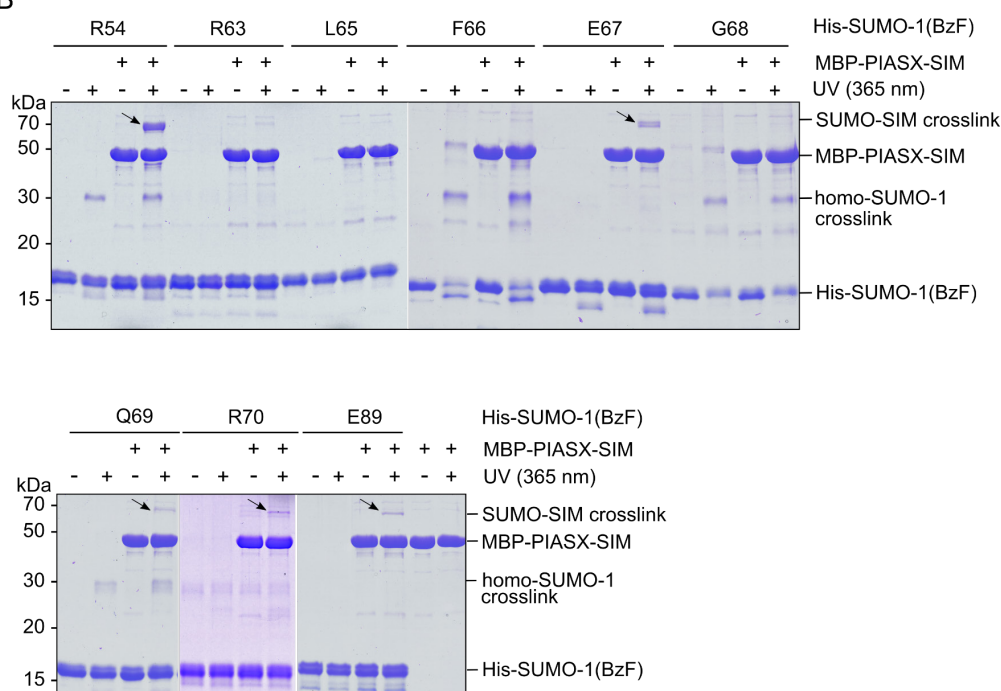 B
R54 R63 L65 F66 E67 G68 His-SUMO-1(BzF)
+ + + + + + + + + + + + MBP-PIASX-SIM
- + - + - + - + - + - + - + - + - + - + - + - + UV (365 nm)
kDa
70 SUMO-SIM crosslink
50 MBP-PIASX-SIM
30 homo-SUMO-1
crosslink
20
15 His-SUMO-1(BzF)
Q69 R70 E89 His-SUMO-1(BzF)
+ + + + + + + + MBP-PIASX-SIM
- + - + - + - + - + - + - + UV (365 nm)
kDa
70 SUMO-SIM crosslink
50 MBP-PIASX-SIM
30 homo-SUMO-1
crosslink
20
15 His-SUMO-1(BzF)